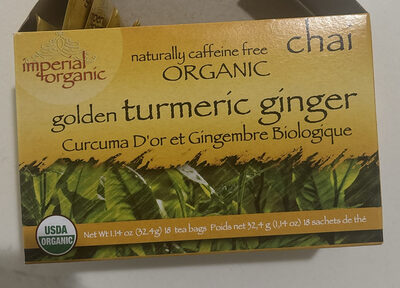 imperial
organic
naturally caffeine free
chai
ORGANIC
golden turmeric ginger
Curcuma D'or et Gingembre Biologique
USDA
ORGANIC
Net Wt 1.14 oz (32.4g) 18 tea bags Poids net 32,4 g (1,14 oz) 18 sachets de thé